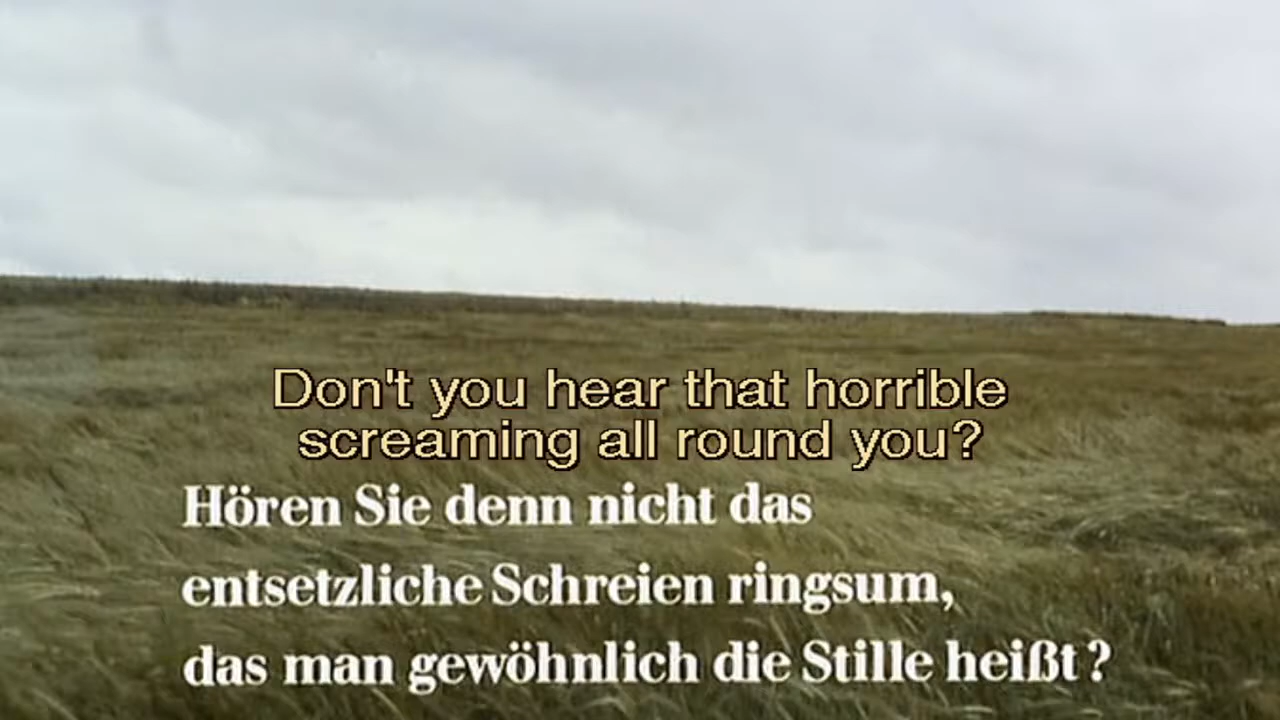 Don't you hear that horrible
screaming all round you?
Hören Sie denn nicht das
entsetzliche Schreien ringsum,
das man gewöhnlich die Stille heißt?